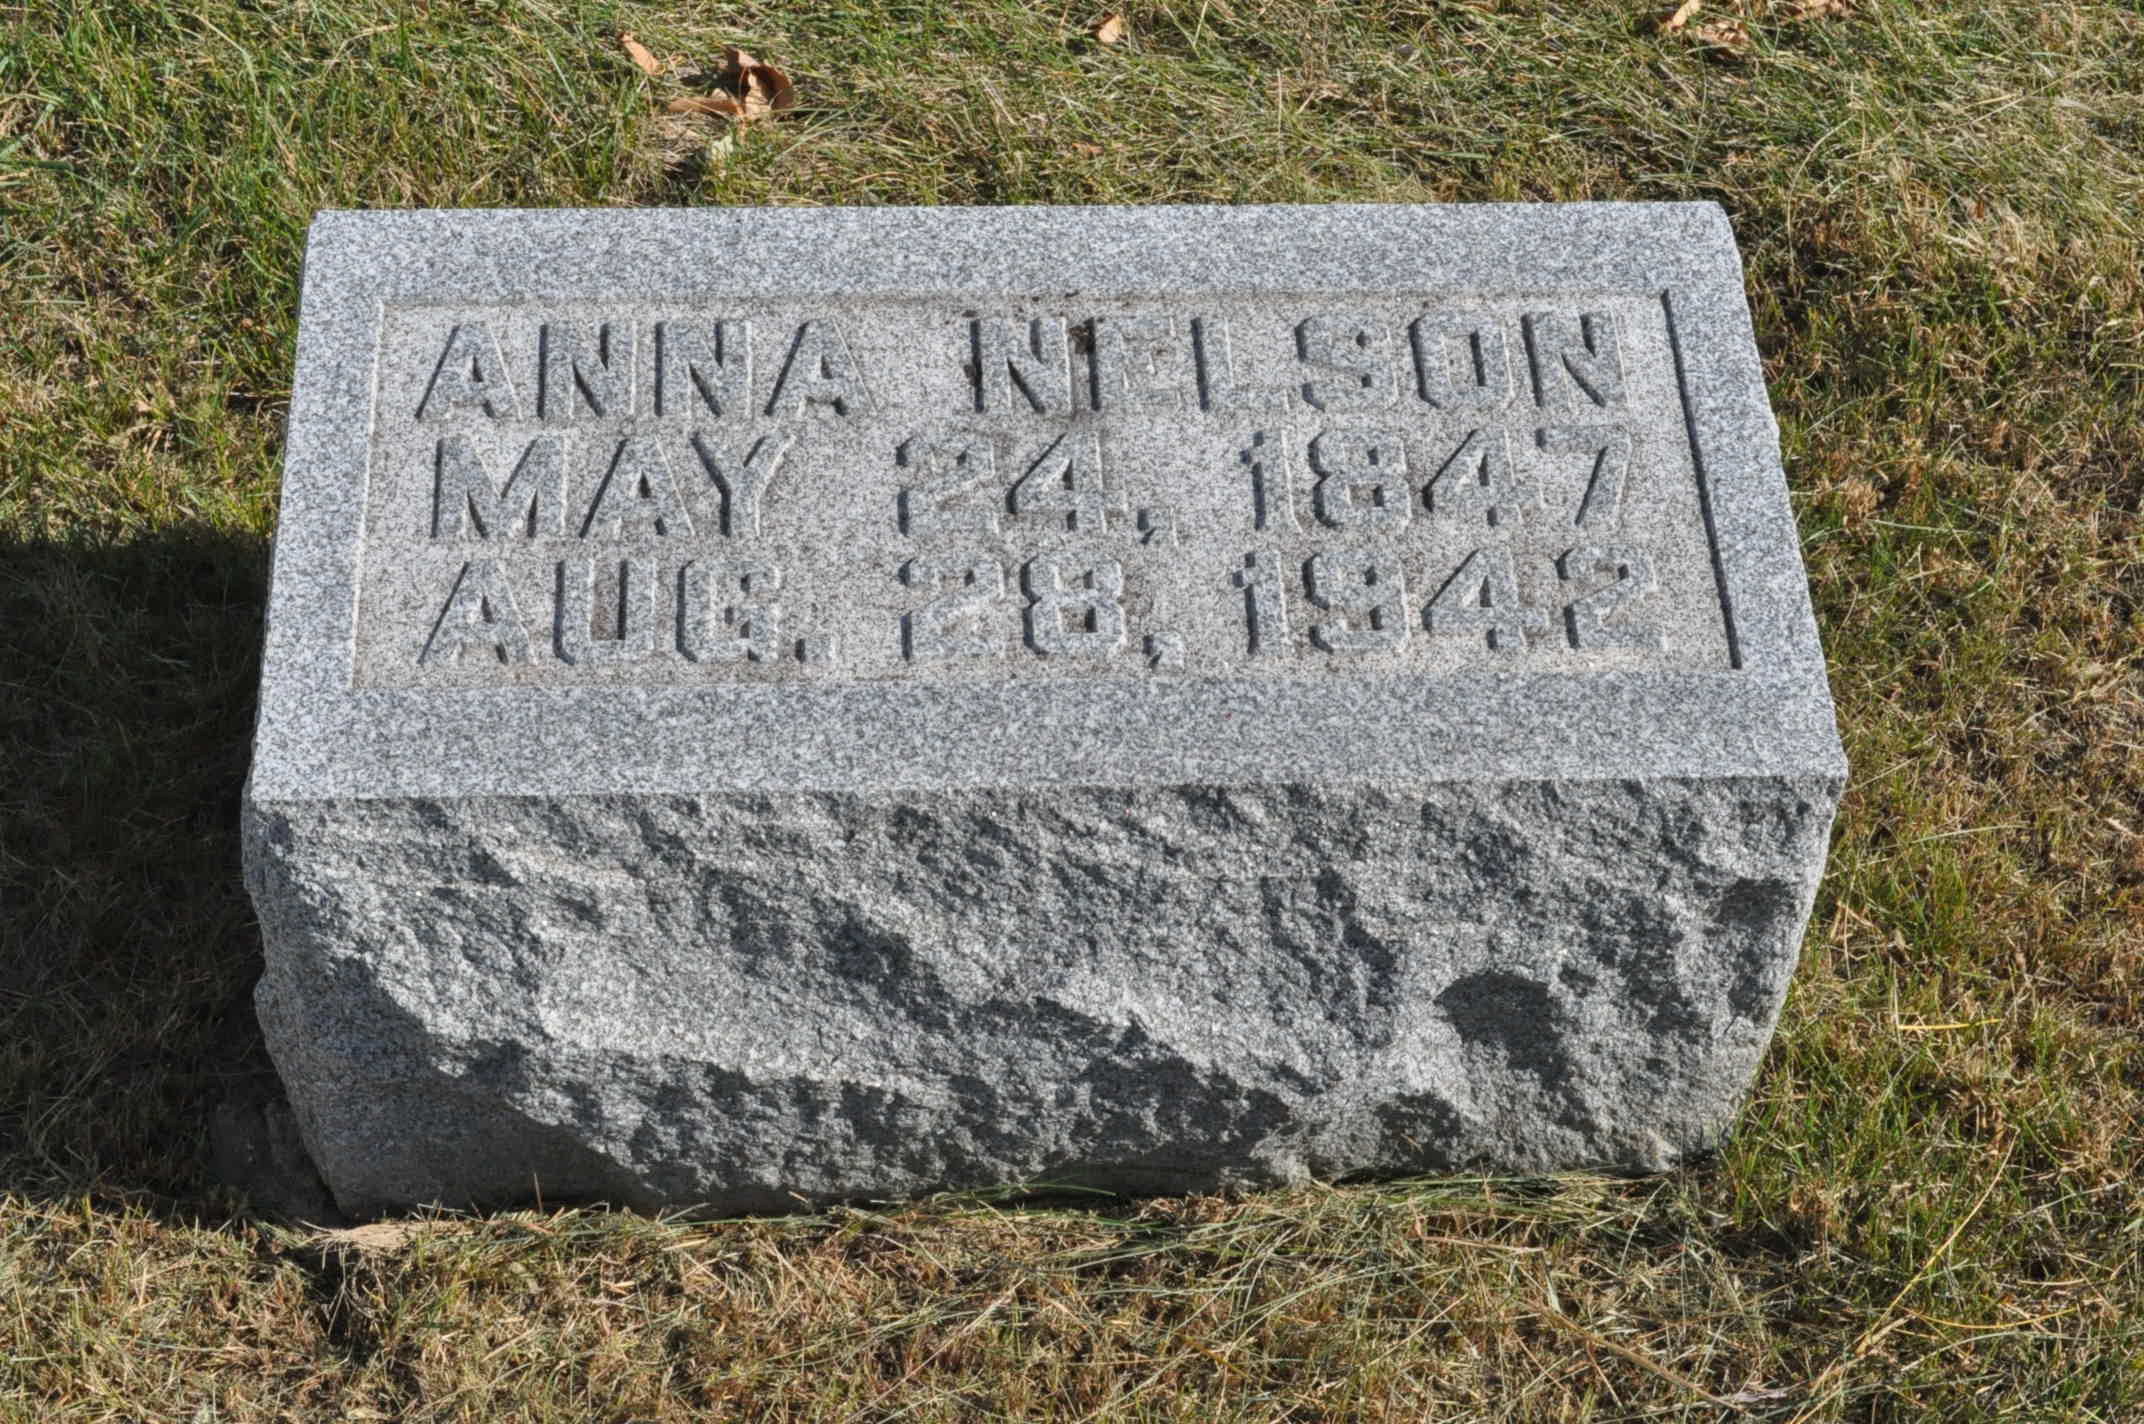 ANNA NELSON
MAY 24, 1847
AUG. 28, 1942